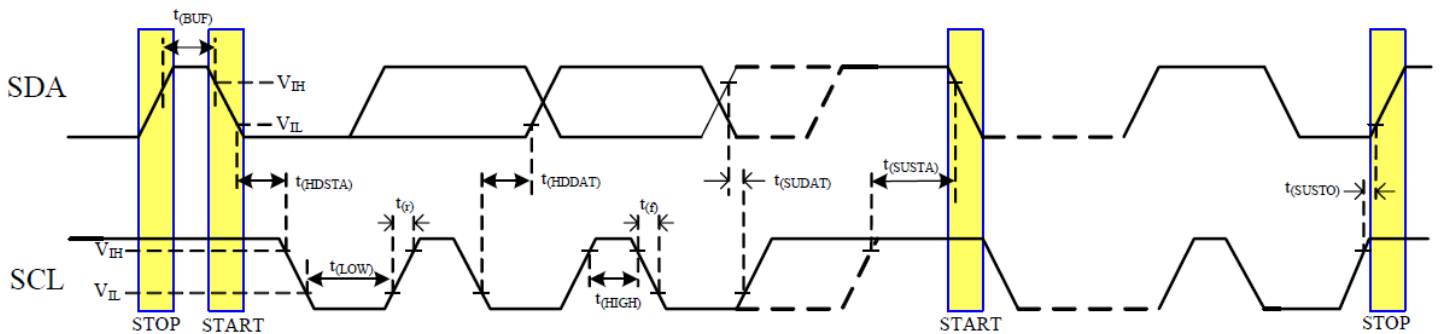 t(BUF)
SDA
VIH
VIL
t(HDSTA)
t(HDDAT)
t(SUDAT)
t(SUSTA)
t(SUSTO)
t(r)
t(f)
VIH
t(LOW)
SCL
VIL
t(HIGH)
STOP
START
START
STOP